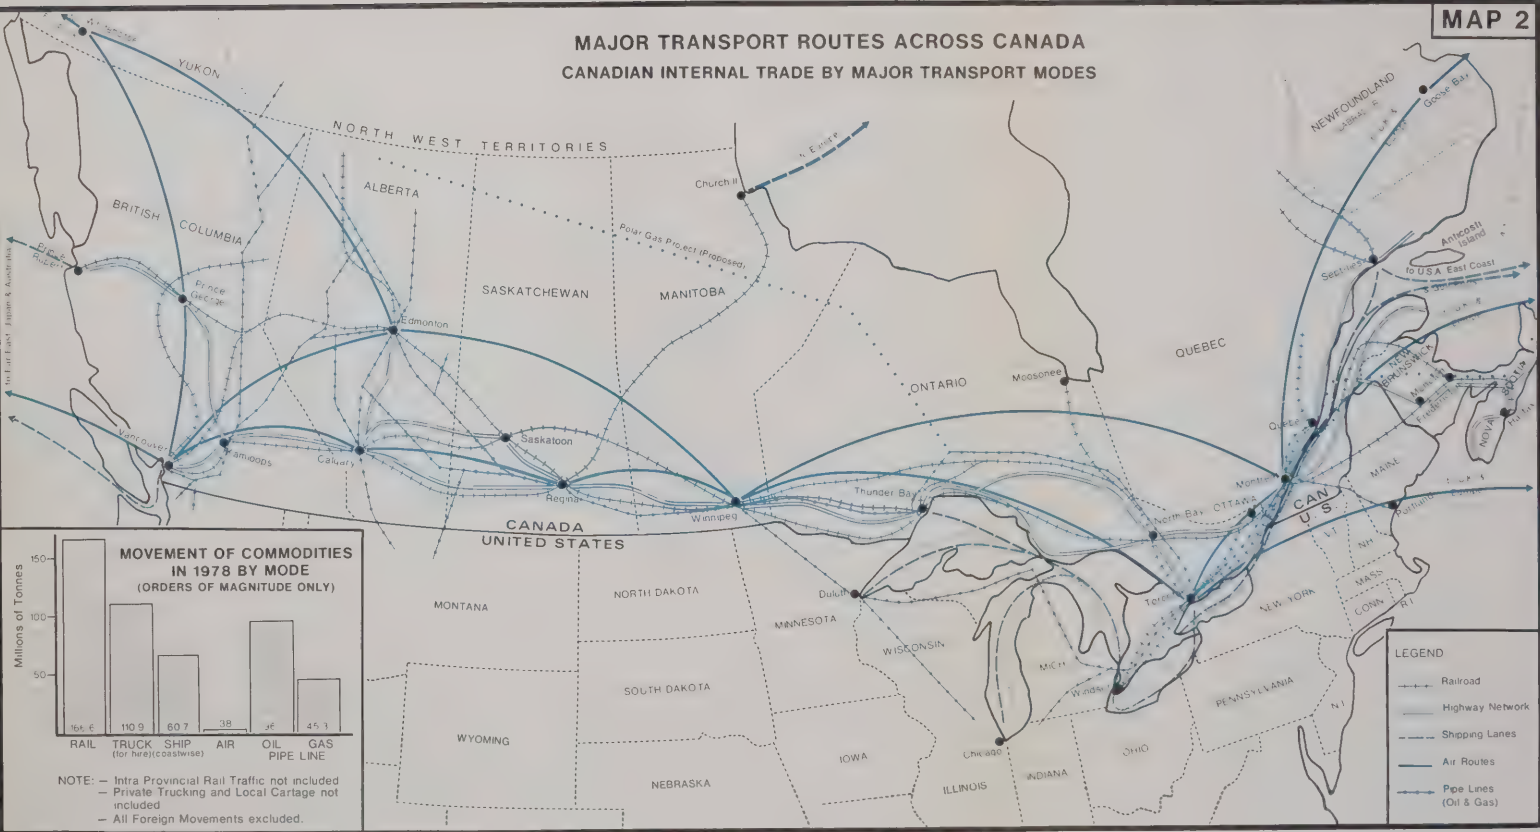 MAP 2
MAJOR TRANSPORT ROUTES ACROSS CANADA
CANADIAN INTERNAL TRADE BY MAJOR TRANSPORT MODES
YUKON
NORTH WEST TERRITORIES
NEWFOUNDLAND
Goose Bay
ALBERTA
Churchill
BRITISH COLUMBIA
Polar Gas Project (Proposed)
Prince
Rupert
Prince
George
SASKATCHEWAN
MANITOBA
Anticosti
Island
to U.S.A. East Coast
to Far East, Japan & Australia
Edmonton
QUEBEC
ONTARIO
Moosonee
NEW
BRUNSWICK
Fredericton
NOVA SCOTIA
Vancouver
Kamloops
Calgary
Saskatoon
Regina
Winnipeg
Thunder Bay
North Bay
OTTAWA
Montreal
Quebec
MAINE
Portland
CANADA
UNITED STATES
CAN
U.S.
VT
NH
MASS
CONN
R I
NEW YORK
Toronto
Duluth
MONTANA
NORTH DAKOTA
MINNESOTA
WISCONSIN
MICH
Windsor
PENNSYLVANIA
N J
SOUTH DAKOTA
WYOMING
IOWA
NEBRASKA
Chicago
ILLINOIS
INDIANA
OHIO
MOVEMENT OF COMMODITIES
IN 1978 BY MODE
(ORDERS OF MAGNITUDE ONLY)
Millions of Tonnes
150
100
50
110 9
60 7
38
45.3
RAIL TRUCK SHIP AIR OIL GAS
(for hire) (coastwise) PIPE LINE
NOTE: — Intra Provincial Rail Traffic not included
— Private Trucking and Local Cartage not
included
— All Foreign Movements excluded.
LEGEND
Railroad
Highway Network
Shipping Lanes
Air Routes
Pipe Lines
(Oil & Gas)